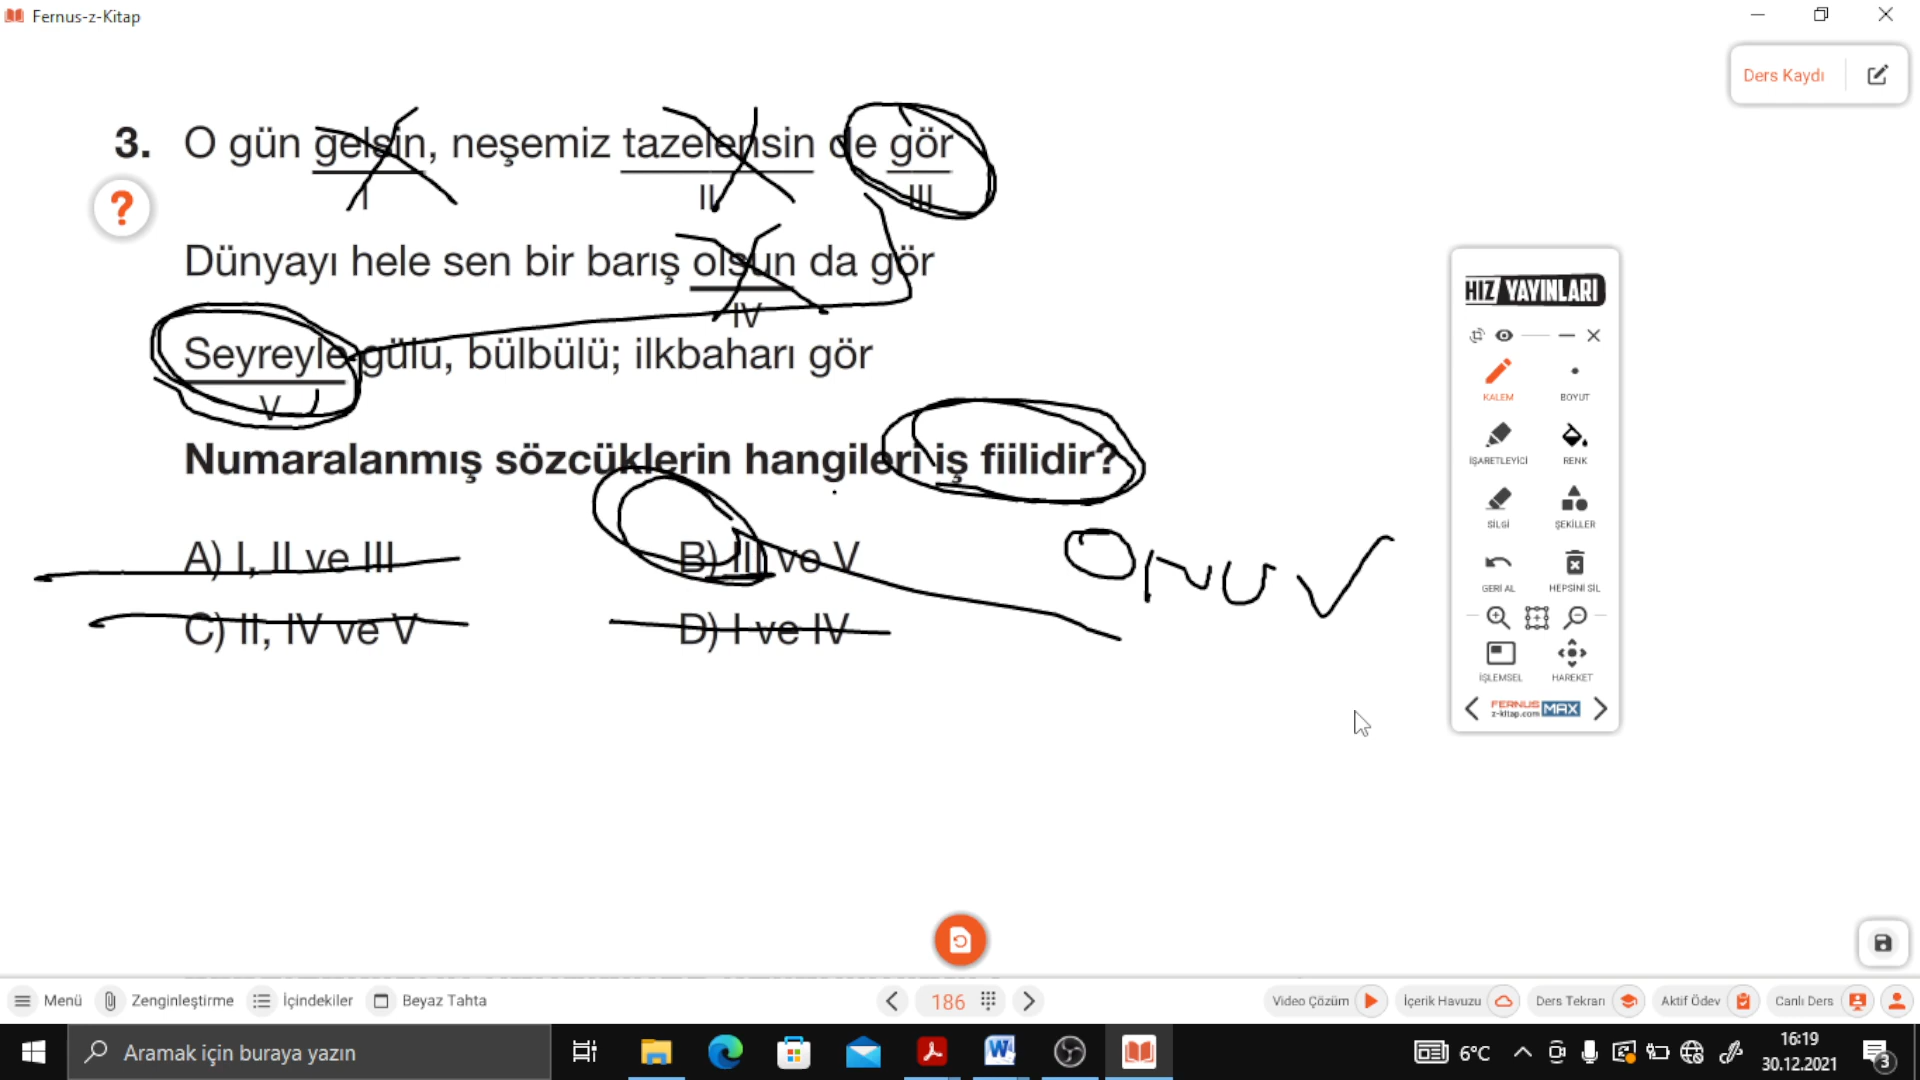 Fernus-z-Kitap
Ders Kaydı
3. O gün gelsin, neşemiz tazelensin de gör
I II III
?
Dünyayı hele sen bir barış olsun da gör
IV
Seyreyle gülü, bülbülü; ilkbaharı gör
V
Numaralanmış sözcüklerin hangileri iş fiilidir?
A) I, II ve III B) III ve V
C) II, IV ve V D) I ve IV
onu
HIZ YAYINLARI
KALEM BOYUT
İŞARETLEYİCİ RENK
SİLGİ ŞEKİLLER
GERİ AL HEPSİNİ SİL
İŞLEMSEL HAREKET
FERNUS z-kitap.com MAX
Menü Zenginleştirme İçindekiler Beyaz Tahta 186 Video Çözüm İçerik Havuzu Ders Tekrarı Aktif Ödev Canlı Ders
Aramak için buraya yazın 6°C 16:19
30.12.2021 3